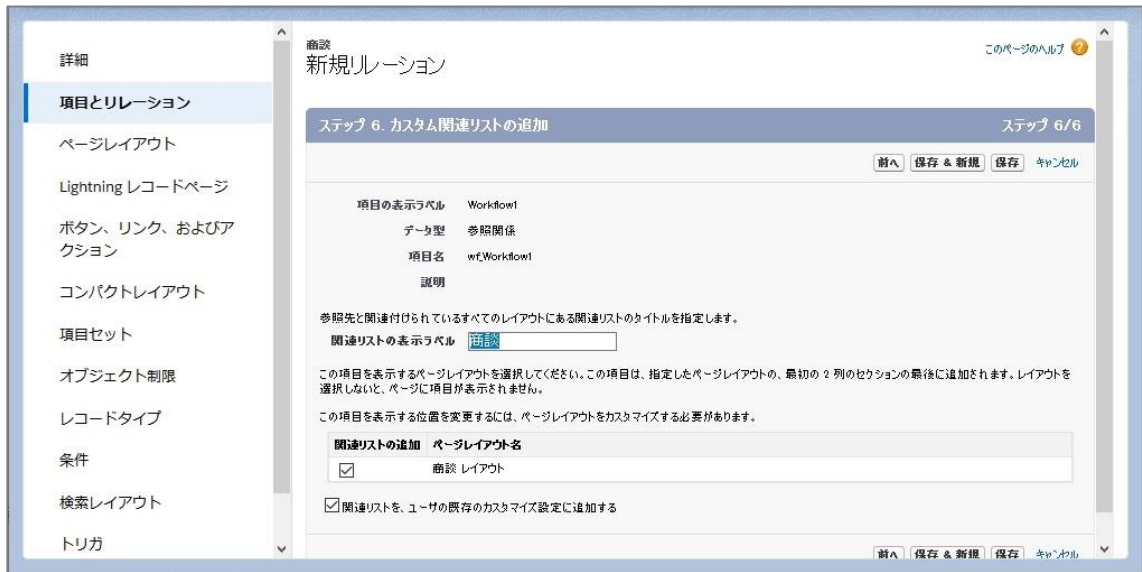 詳細
項目とリレーション
ページレイアウト
Lightning レコードページ
ボタン、リンク、およびア
クション
コンパクトレイアウト
項目セット
オブジェクト制限
レコードタイプ
条件
検索レイアウト
トリガ
商談
新規リレーション
このページのヘルプ
ステップ 6. カスタム関連リストの追加 ステップ 6/6
前へ 保存 & 新規 保存 キャンセル
項目の表示ラベル Workflow1
データ型 参照関係
項目名 wf_Workflow1
説明
参照先と関連付けられているすべてのレイアウトにある関連リストのタイトルを指定します。
関連リストの表示ラベル 商談
この項目を表示するページレイアウトを選択してください。この項目は、指定したページレイアウトの、最初の 2 列のセクションの最後に追加されます。レイアウトを
選択しないと、ページに項目が表示されません。
この項目を表示する位置を変更するには、ページレイアウトをカスタマイズする必要があります。
関連リストの追加 ページレイアウト名
商談 レイアウト
関連リストを、ユーザの既存のカスタマイズ設定に追加する
前へ 保存 & 新規 保存 キャンセル